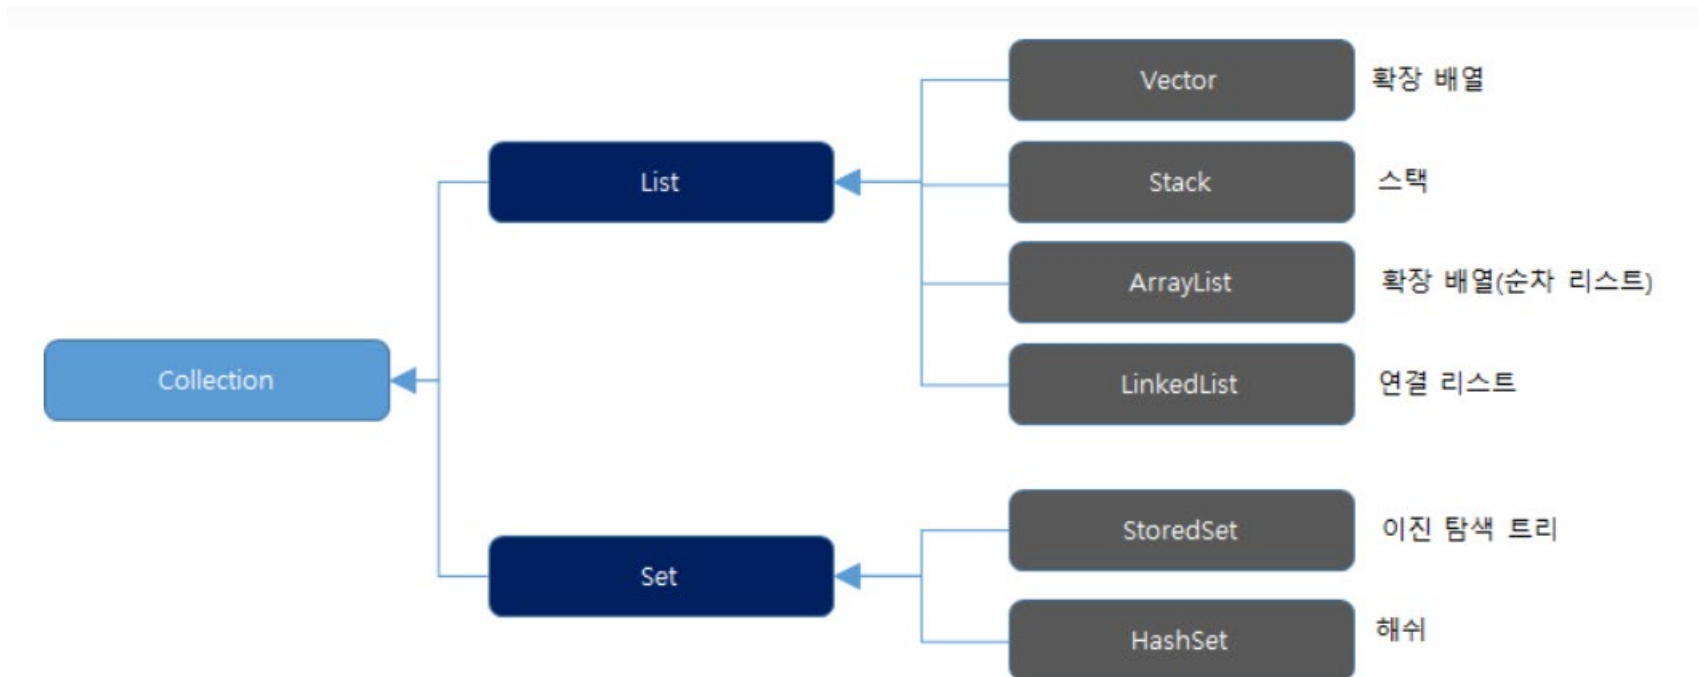 Vector 확장 배열
List
Stack 스택
ArrayList 확장 배열(순차 리스트)
Collection
LinkedList 연결 리스트
StoredSet 이진 탐색 트리
Set
HashSet 해쉬